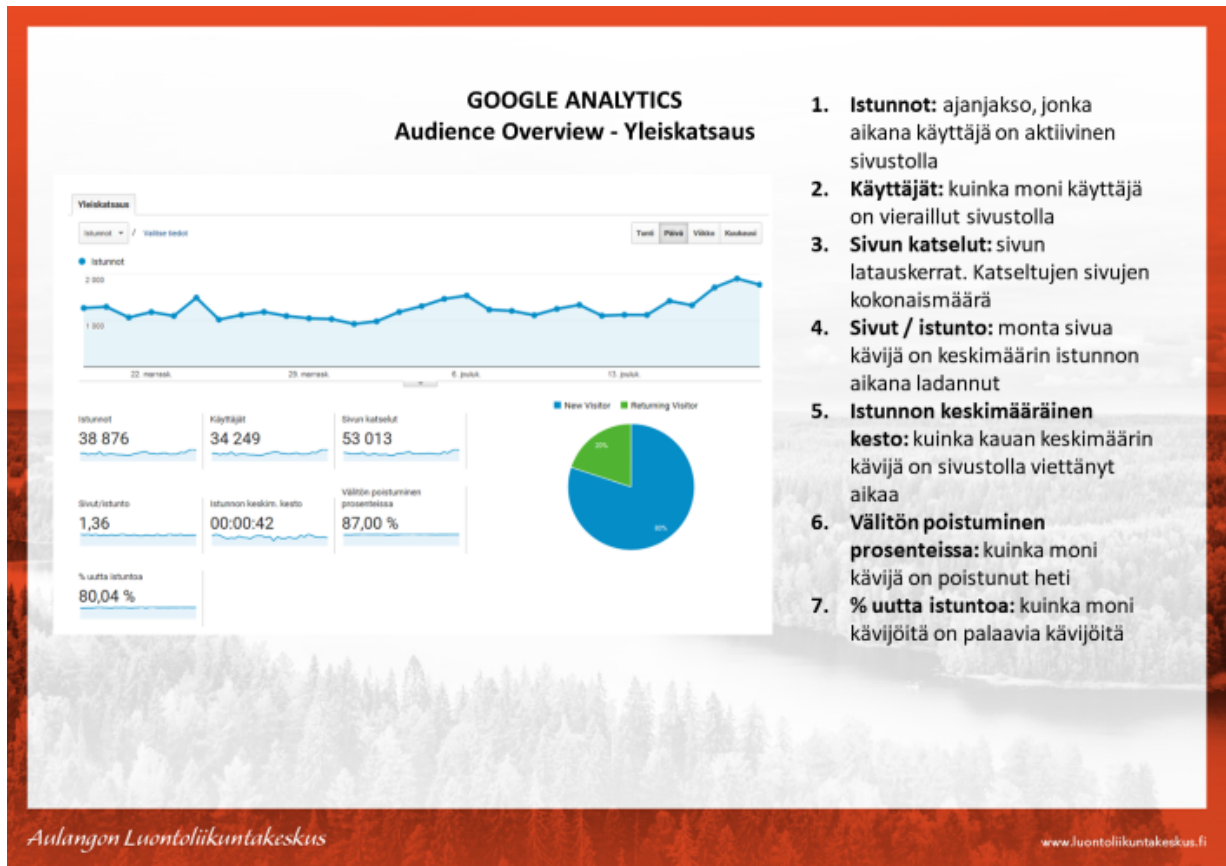 GOOGLE ANALYTICS
Audience Overview - Yleiskatsaus
Yleiskatsaus
Istunnot / Valitse tiedot
Tunti Päivä Viikko Kuukausi
Istunnot
2 000
1 000
22. marrask. 29. marrask. 6. jouluk. 13. jouluk.
Istunnot
38 876
Käyttäjät
34 249
Sivun katselut
53 013
Sivut/istunto
1,36
Istunnon keskim. kesto
00:00:42
Välitön poistuminen
prosenteissa
87,00 %
% uutta istuntoa
80,04 %
New Visitor Returning Visitor
20%
80%
1. Istunnot: ajanjakso, jonka
aikana käyttäjä on aktiivinen
sivustolla
2. Käyttäjät: kuinka moni käyttäjä
on vieraillut sivustolla
3. Sivun katselut: sivun
latauskerrat. Katseltujen sivujen
kokonaismäärä
4. Sivut / istunto: monta sivua
kävijä on keskimäärin istunnon
aikana ladannut
5. Istunnon keskimääräinen
kesto: kuinka kauan keskimäärin
kävijä on sivustolla viettänyt
aikaa
6. Välitön poistuminen
prosenteissa: kuinka moni
kävijä on poistunut heti
7. % uutta istuntoa: kuinka moni
kävijöitä on palaavia kävijöitä
Aulangon Luontoliikuntakeskus
www.luontoliikuntakeskus.fi